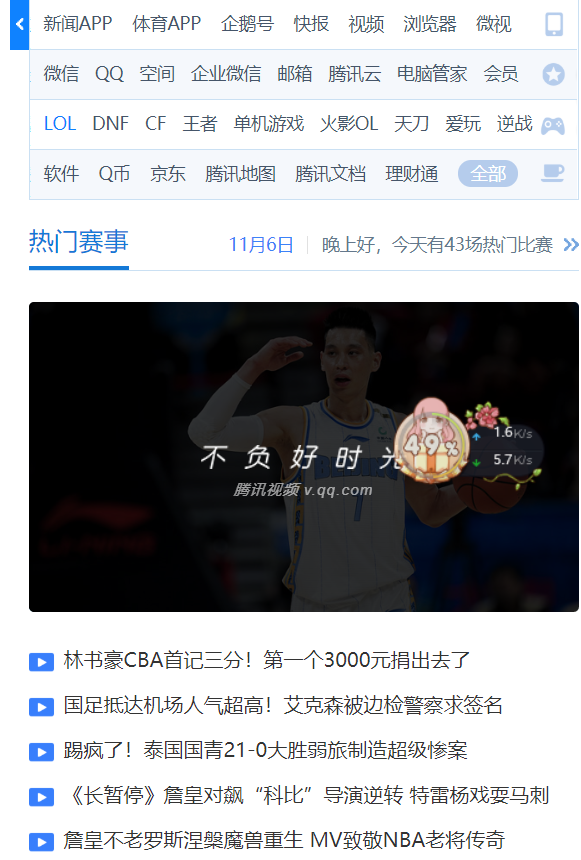 新闻APP 体育APP 企鹅号 快报 视频 浏览器 微视
微信 QQ 空间 企业微信 邮箱 腾讯云 电脑管家 会员
LOL DNF CF 王者 单机游戏 火影OL 天刀 爱玩 逆战
软件 Q币 京东 腾讯地图 腾讯文档 理财通 全部
热门赛事 11月6日 晚上好，今天有43场热门比赛
不负好时光
腾讯视频 v.qq.com
49%
1.6K/s
5.7K/s
LI-NING
7
林书豪CBA首记三分！第一个3000元捐出去了
国足抵达机场人气超高！艾克森被边检警察求签名
踢疯了！泰国国青21-0大胜弱旅制造超级惨案
《长暂停》詹皇对飙“科比”导演逆转 特雷杨戏耍马刺
詹皇不老罗斯涅槃魔兽重生 MV致敬NBA老将传奇